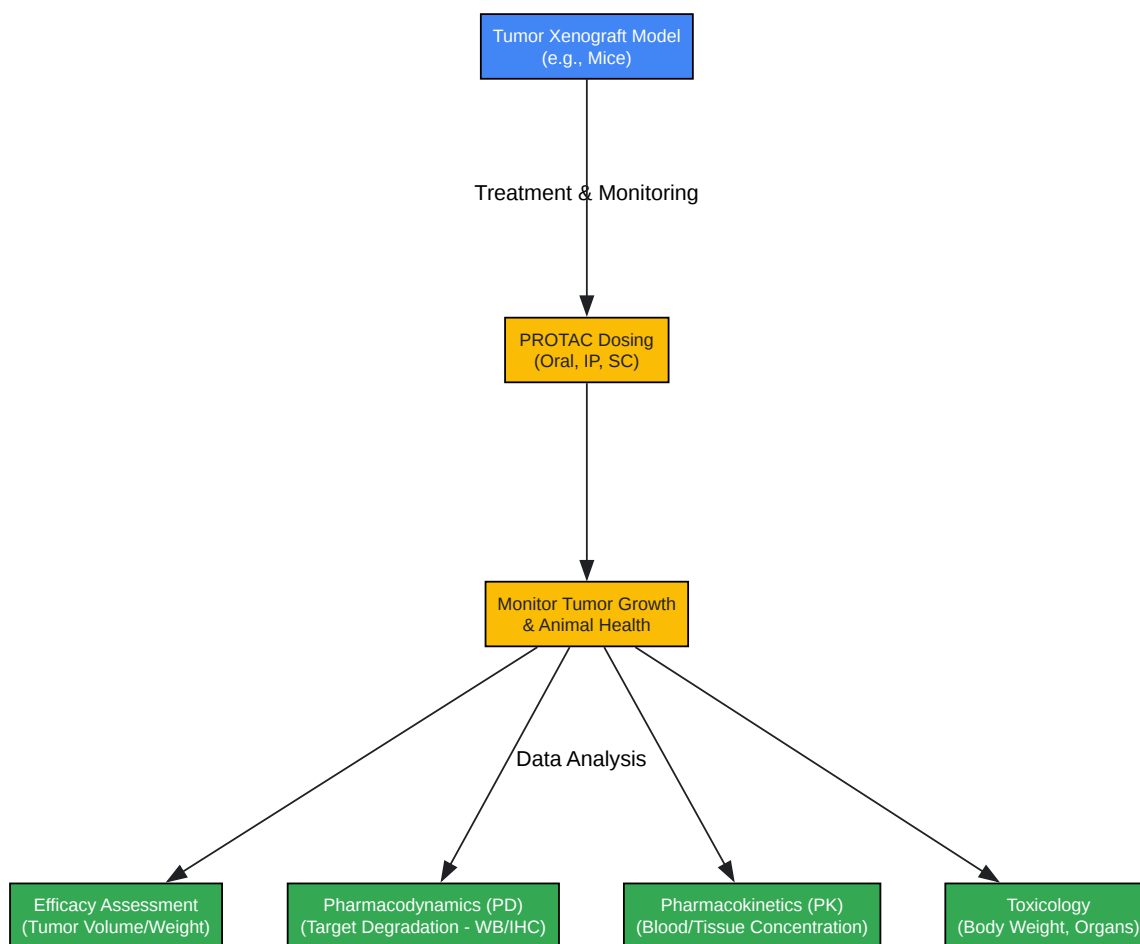 Tumor Xenograft Model
(e.g., Mice)
Treatment & Monitoring
PROTAC Dosing
(Oral, IP, SC)
Monitor Tumor Growth
& Animal Health
Data Analysis
Efficacy Assessment
(Tumor Volume/Weight)
Pharmacodynamics (PD)
(Target Degradation - WB/IHC)
Pharmacokinetics (PK)
(Blood/Tissue Concentration)
Toxicology
(Body Weight, Organs)